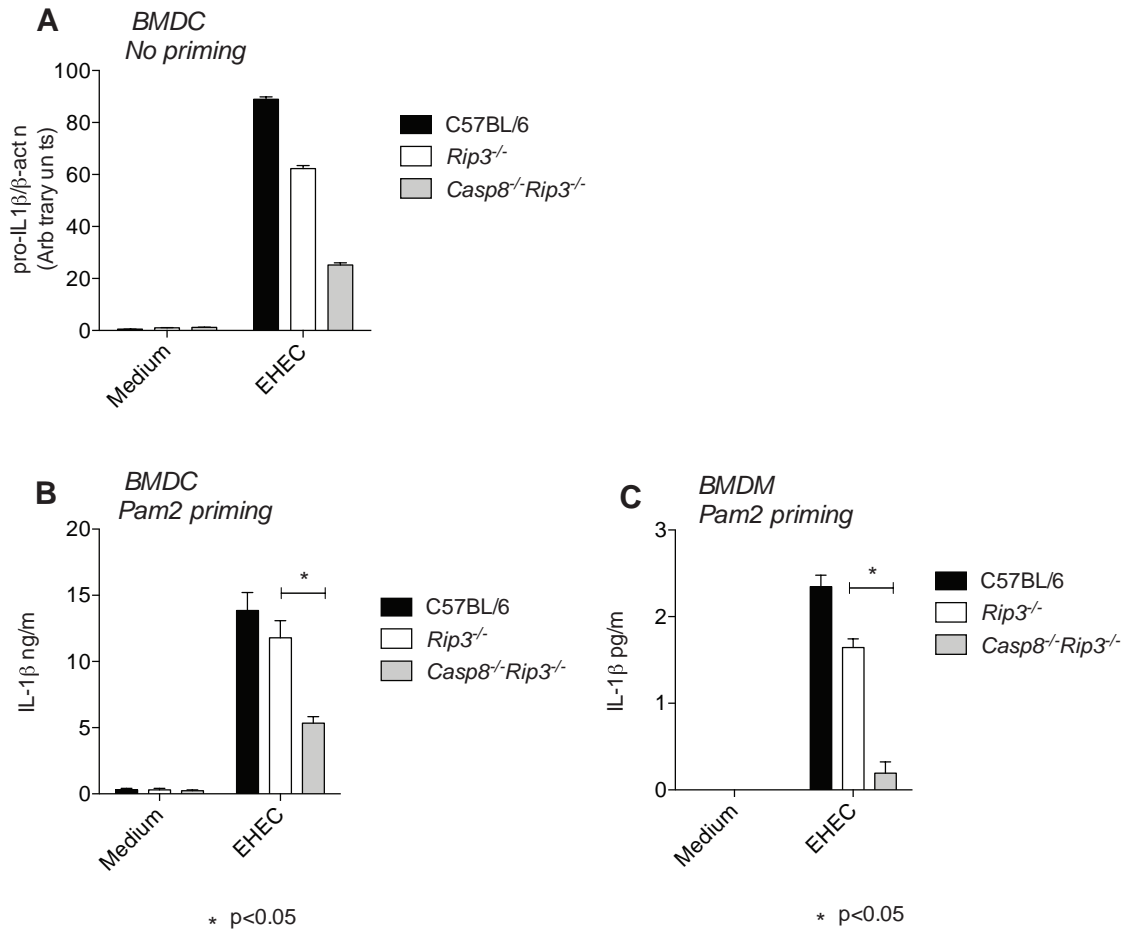 A
BMDC
No priming
100
80
60
40
20
0
pro-IL1β/β-act n
(Arb trary un ts)
Medium
EHEC
C57BL/6
Rip3-/-
Casp8-/-Rip3-/-
B
BMDC
Pam2 priming
20
15
10
5
0
IL-1β ng/m
*
Medium
EHEC
C57BL/6
Rip3-/-
Casp8-/-Rip3-/-
* p<0.05
C
BMDM
Pam2 priming
3
2
1
0
IL-1β pg/m
*
Medium
EHEC
C57BL/6
Rip3-/-
Casp8-/-Rip3-/-
* p<0.05